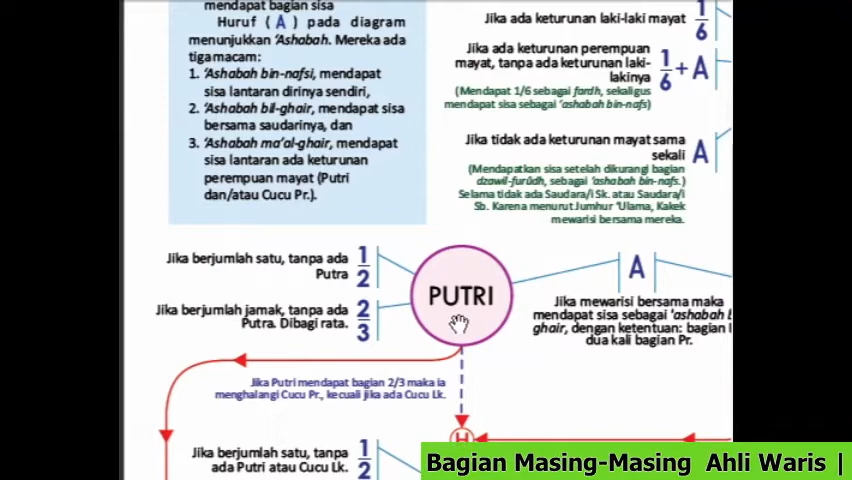 mendapat bagian sisa
Huruf ( A ) pada diagram
menunjukkan 'Ashabah. Mereka ada
tiga macam:
1. 'Ashabah bin-nafsi, mendapat
sisa lantaran dirinya sendiri,
2. 'Ashabah bil-ghair, mendapat sisa
bersama saudarinya, dan
3. 'Ashabah ma'al-ghair, mendapat
sisa lantaran ada keturunan
perempuan mayat (Putri
dan/atau Cucu Pr.).
Jika ada keturunan laki-laki mayat 1/6
Jika ada keturunan perempuan
mayat, tanpa ada keturunan laki-
lakinya 1/6 + A
(Mendapat 1/6 sebagai fardh, sekaligus
mendapat sisa sebagai 'ashabah bin-nafs)
Jika tidak ada keturunan mayat sama
sekali A
(Mendapatkan sisa setelah dikurangi bagian
dzawil-furûdh, sebagai 'ashabah bin-nafs.)
Selama tidak ada Saudara/i Sk. atau Saudara/i
Sb. Karena menurut Jumhur 'Ulama, Kakek
mewarisi bersama mereka.
Jika berjumlah satu, tanpa ada
Putra 1/2
Jika berjumlah jamak, tanpa ada
Putra. Dibagi rata. 2/3
PUTRI
A
Jika mewarisi bersama maka
mendapat sisa sebagai 'ashabah b
ghair, dengan ketentuan: bagian l
dua kali bagian Pr.
Jika Putri mendapat bagian 2/3 maka ia
menghalangi Cucu Pr., kecuali jika ada Cucu Lk.
H
Jika berjumlah satu, tanpa
ada Putri atau Cucu Lk. 1/2
Bagian Masing-Masing Ahli Waris |